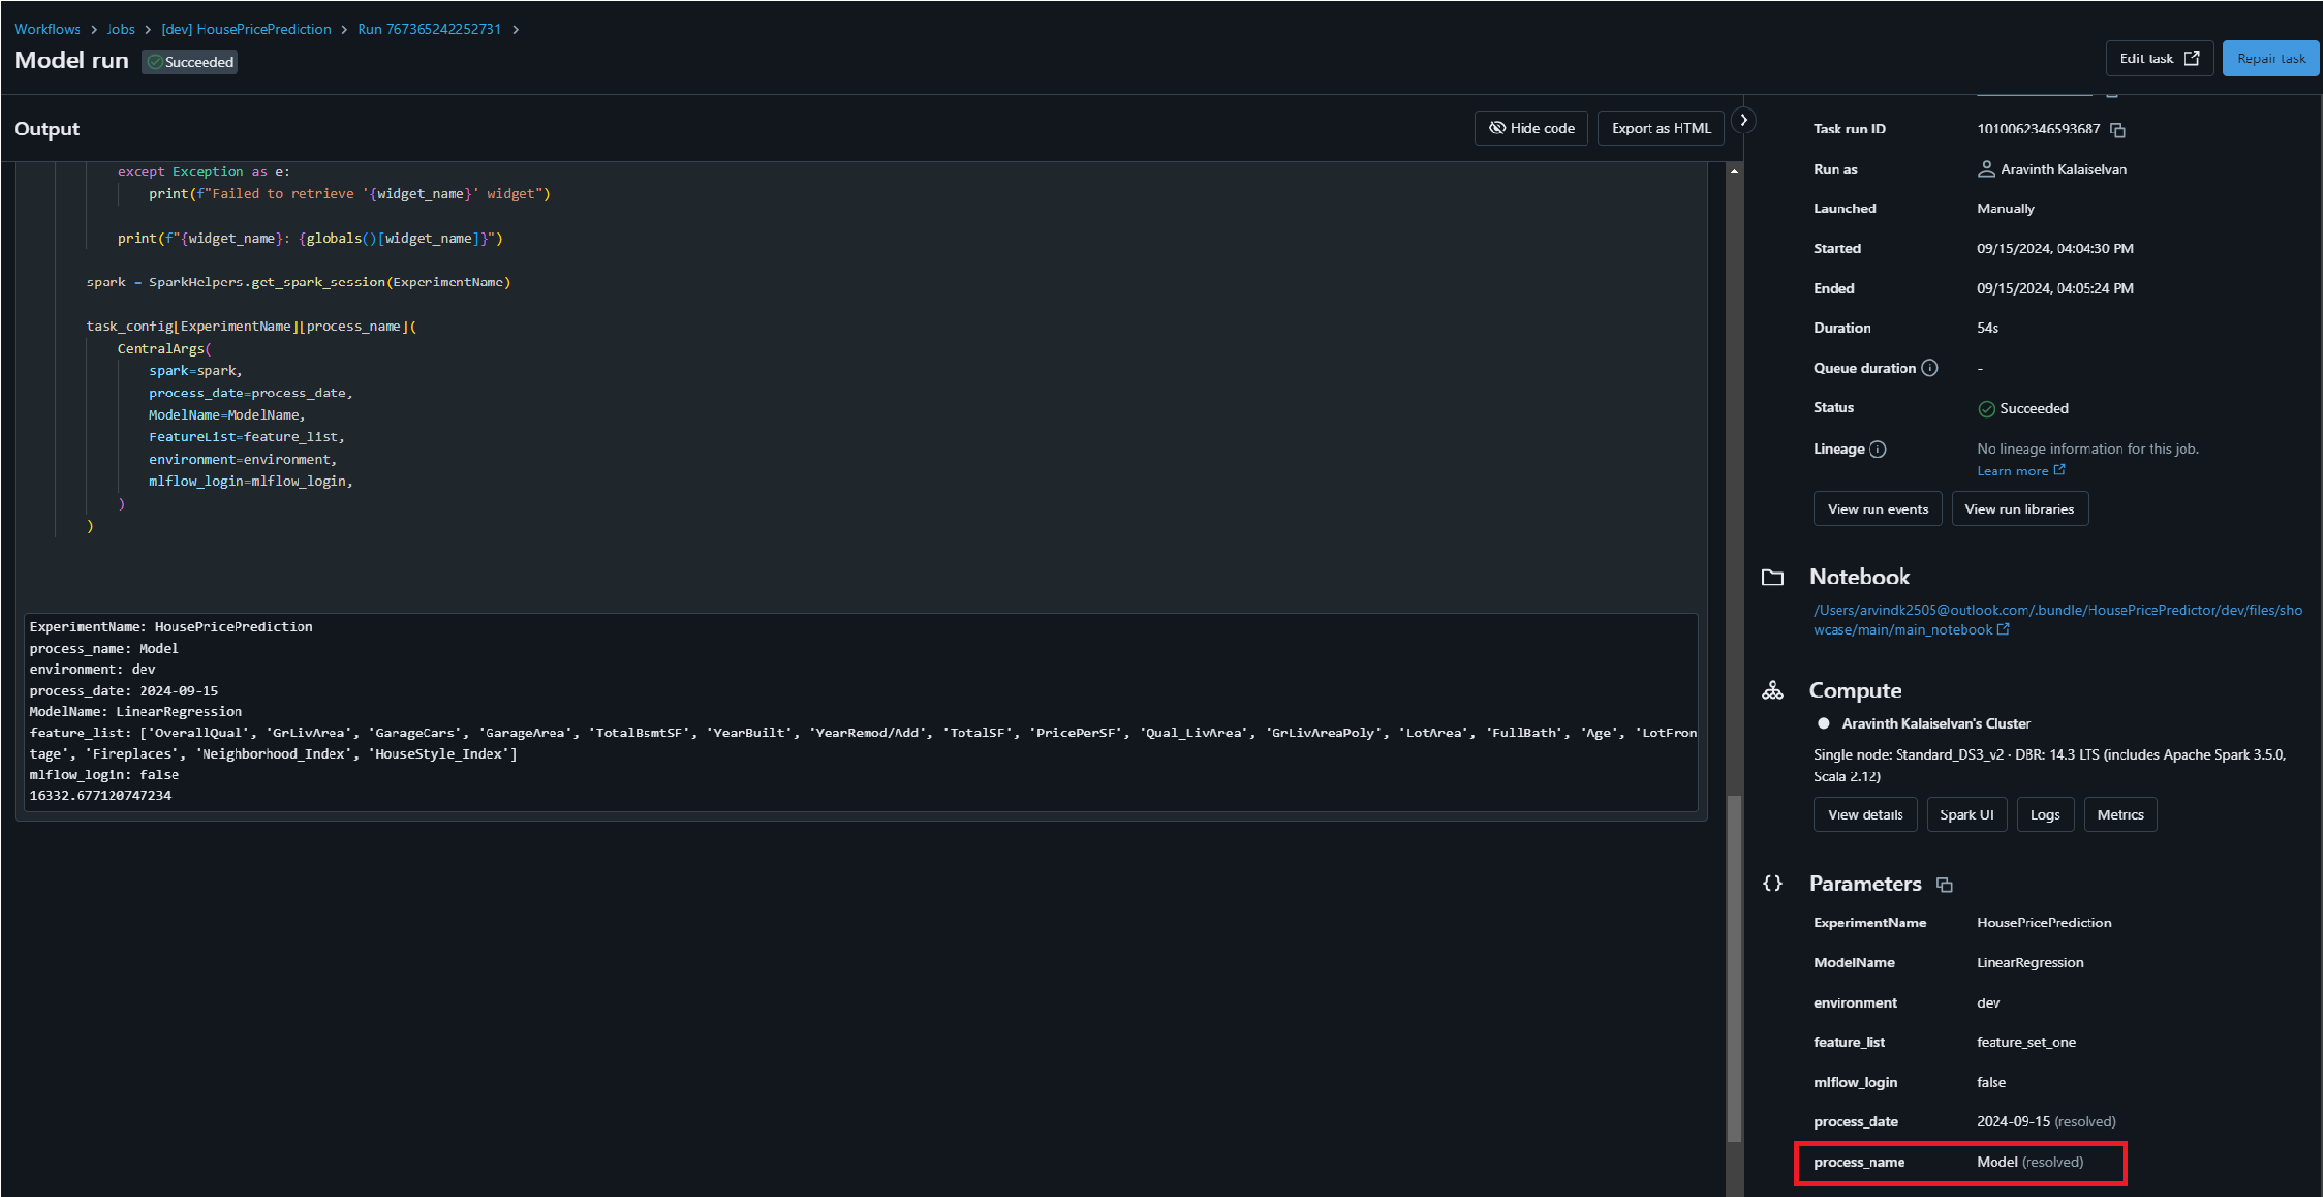 Workflows > Jobs > [dev] HousePricePrediction > Run 767365242252731 >
Model run Succeeded
Edit task
Repair task
Output
Hide code
Export as HTML
except Exception as e:
print(f"Failed to retrieve '{widget_name}' widget")
print(f"{widget_name}: {globals()[widget_name]}")
spark = SparkHelpers.get_spark_session(ExperimentName)
task_config[ExperimentName][process_name](
CentralArgs(
spark=spark,
process_date=process_date,
ModelName=ModelName,
FeatureList=feature_list,
environment=environment,
mlflow_login=mlflow_login,
)
)
ExperimentName: HousePricePrediction
process_name: Model
environment: dev
process_date: 2024-09-15
ModelName: LinearRegression
feature_list: ['OverallQual', 'GrLivArea', 'GarageCars', 'GarageArea', 'TotalBsmtSF', 'YearBuilt', 'YearRemod/Add', 'TotalSF', 'PricePerSF', 'Qual_LivArea', 'GrLivAreaPoly', 'LotArea', 'FullBath', 'Age', 'LotFron
tage', 'Fireplaces', 'Neighborhood_Index', 'HouseStyle_Index']
mlflow_login: false
16332.677120747234
Task run ID 1010062346593687
Run as Aravinth Kalaiselvan
Launched Manually
Started 09/15/2024, 04:04:30 PM
Ended 09/15/2024, 04:05:24 PM
Duration 54s
Queue duration -
Status Succeeded
Lineage No lineage information for this job.
Learn more
View run events
View run libraries
Notebook
/Users/arvindk2505@outlook.com/.bundle/HousePricePredictor/dev/files/sho
wcase/main/main_notebook
Compute
Aravinth Kalaiselvan's Cluster
Single node: Standard_DS3_v2 · DBR: 14.3 LTS (includes Apache Spark 3.5.0,
Scala 2.12)
View details
Spark UI
Logs
Metrics
{} Parameters
ExperimentName HousePricePrediction
ModelName LinearRegression
environment dev
feature_list feature_set_one
mlflow_login false
process_date 2024-09-15 (resolved)
process_name Model (resolved)